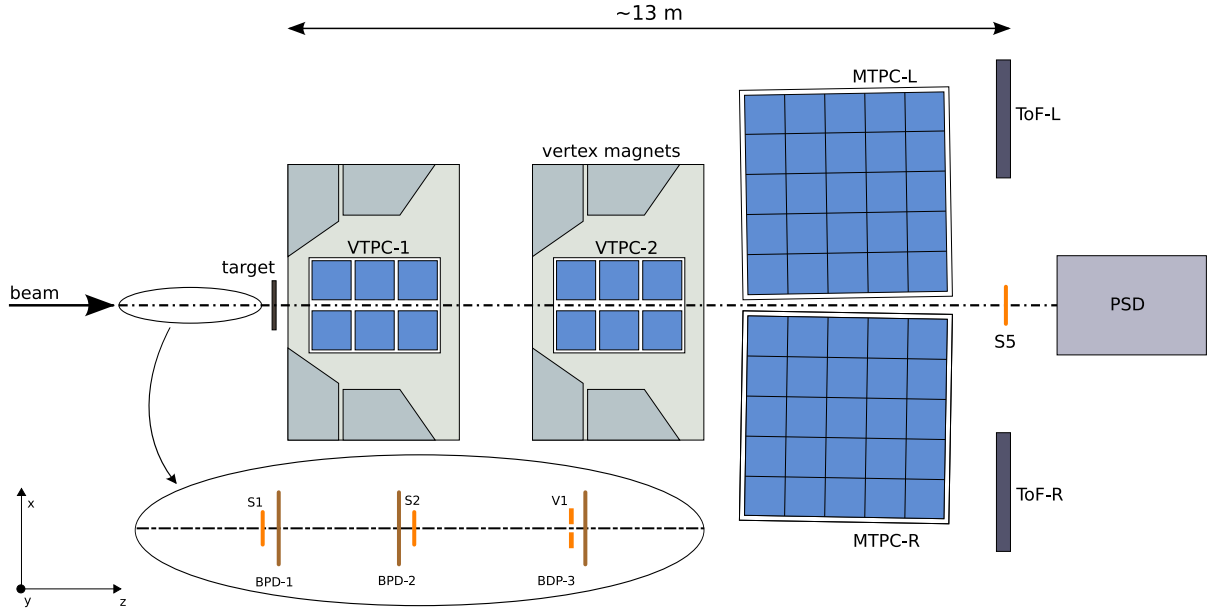 ~13 m
MTPC-L
ToF-L
vertex magnets
VTPC-1
VTPC-2
target
beam
PSD
S5
ToF-R
MTPC-R
S1
S2
V1
BPD-1
BPD-2
BDP-3
x
y
z